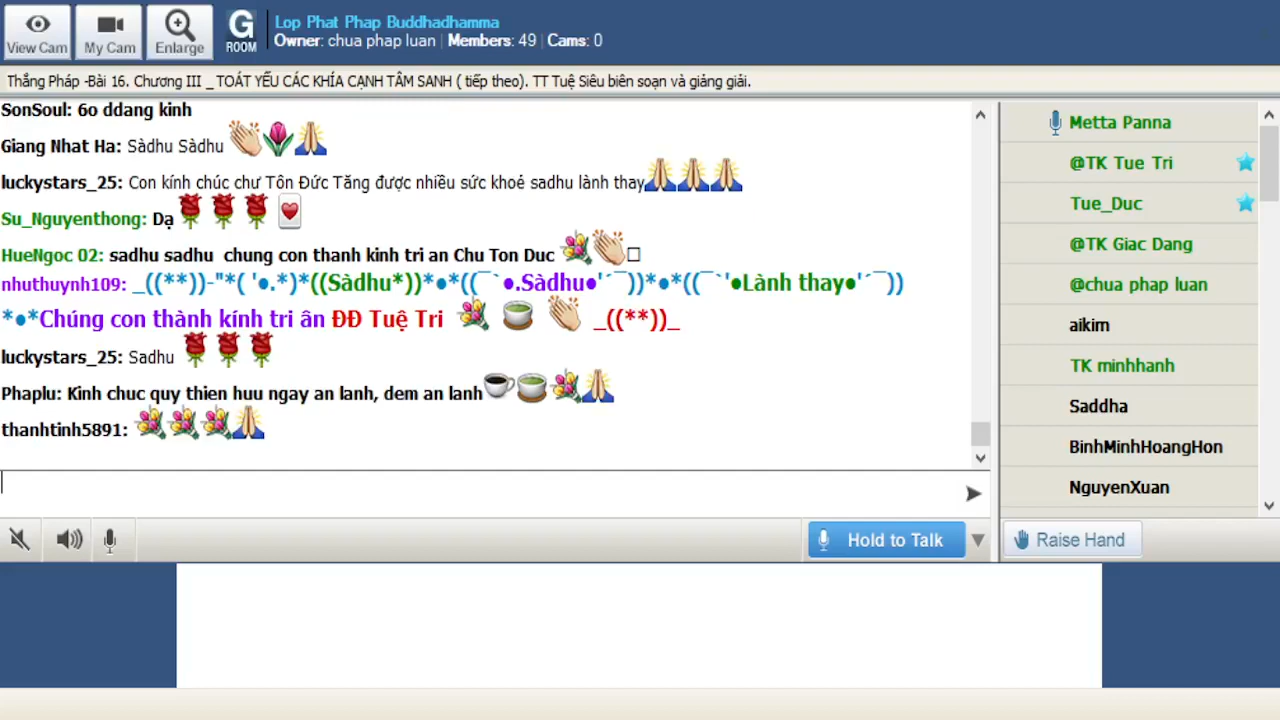 View Cam
My Cam
Enlarge
G ROOM
Lop Phat Phap Buddhadhamma
Owner: chua phap luan | Members: 49 | Cams: 0
Thắng Pháp -Bài 16. Chương III _ TOÁT YẾU CÁC KHÍA CẠNH TÂM SANH ( tiếp theo). TT Tuệ Siêu biên soạn và giảng giải.
SonSoul: 6o ddang kinh
Giang Nhat Ha: Sàdhu Sàdhu
luckystars_25: Con kính chúc chư Tôn Đức Tăng được nhiều sức khoẻ sadhu lành thay
Su_Nguyenthong: Dạ
HueNgoc 02: sadhu sadhu  chung con thanh kinh tri an Chu Ton Duc
nhuthuynh109: _((**))-"*( '●.*)*((Sàdhu*))*●*((¯`●.Sàdhu●'´¯))*●*((¯`'●Lành thay●'´¯))
*●*Chúng con thành kính tri ân ĐĐ Tuệ Tri _((**))_
luckystars_25: Sadhu
Phaplu: Kinh chuc quy thien huu ngay an lanh, dem an lanh
thanhtinh5891:
Hold to Talk
Metta Panna
@TK Tue Tri
Tue_Duc
@TK Giac Dang
@chua phap luan
aikim
TK minhhanh
Saddha
BinhMinhHoangHon
NguyenXuan
Raise Hand